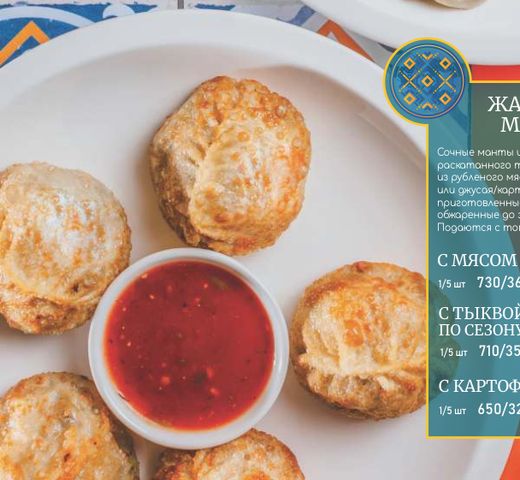 ЖА
М
Сочные манты и
раскатанного т
из рубленого мя
или джусая/карт
приготовленны
обжаренные до з
Подаются с то
С МЯСОМ
1/5 шт 730/36
С ТЫКВОЙ
ПО СЕЗОНУ
1/5 шт 710/35
С КАРТОФ
1/5 шт 650/32